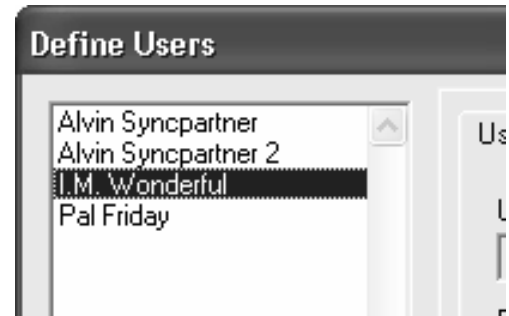 Define Users
Alvin Syncpartner
Alvin Syncpartner 2
I.M. Wonderful
Pal Friday